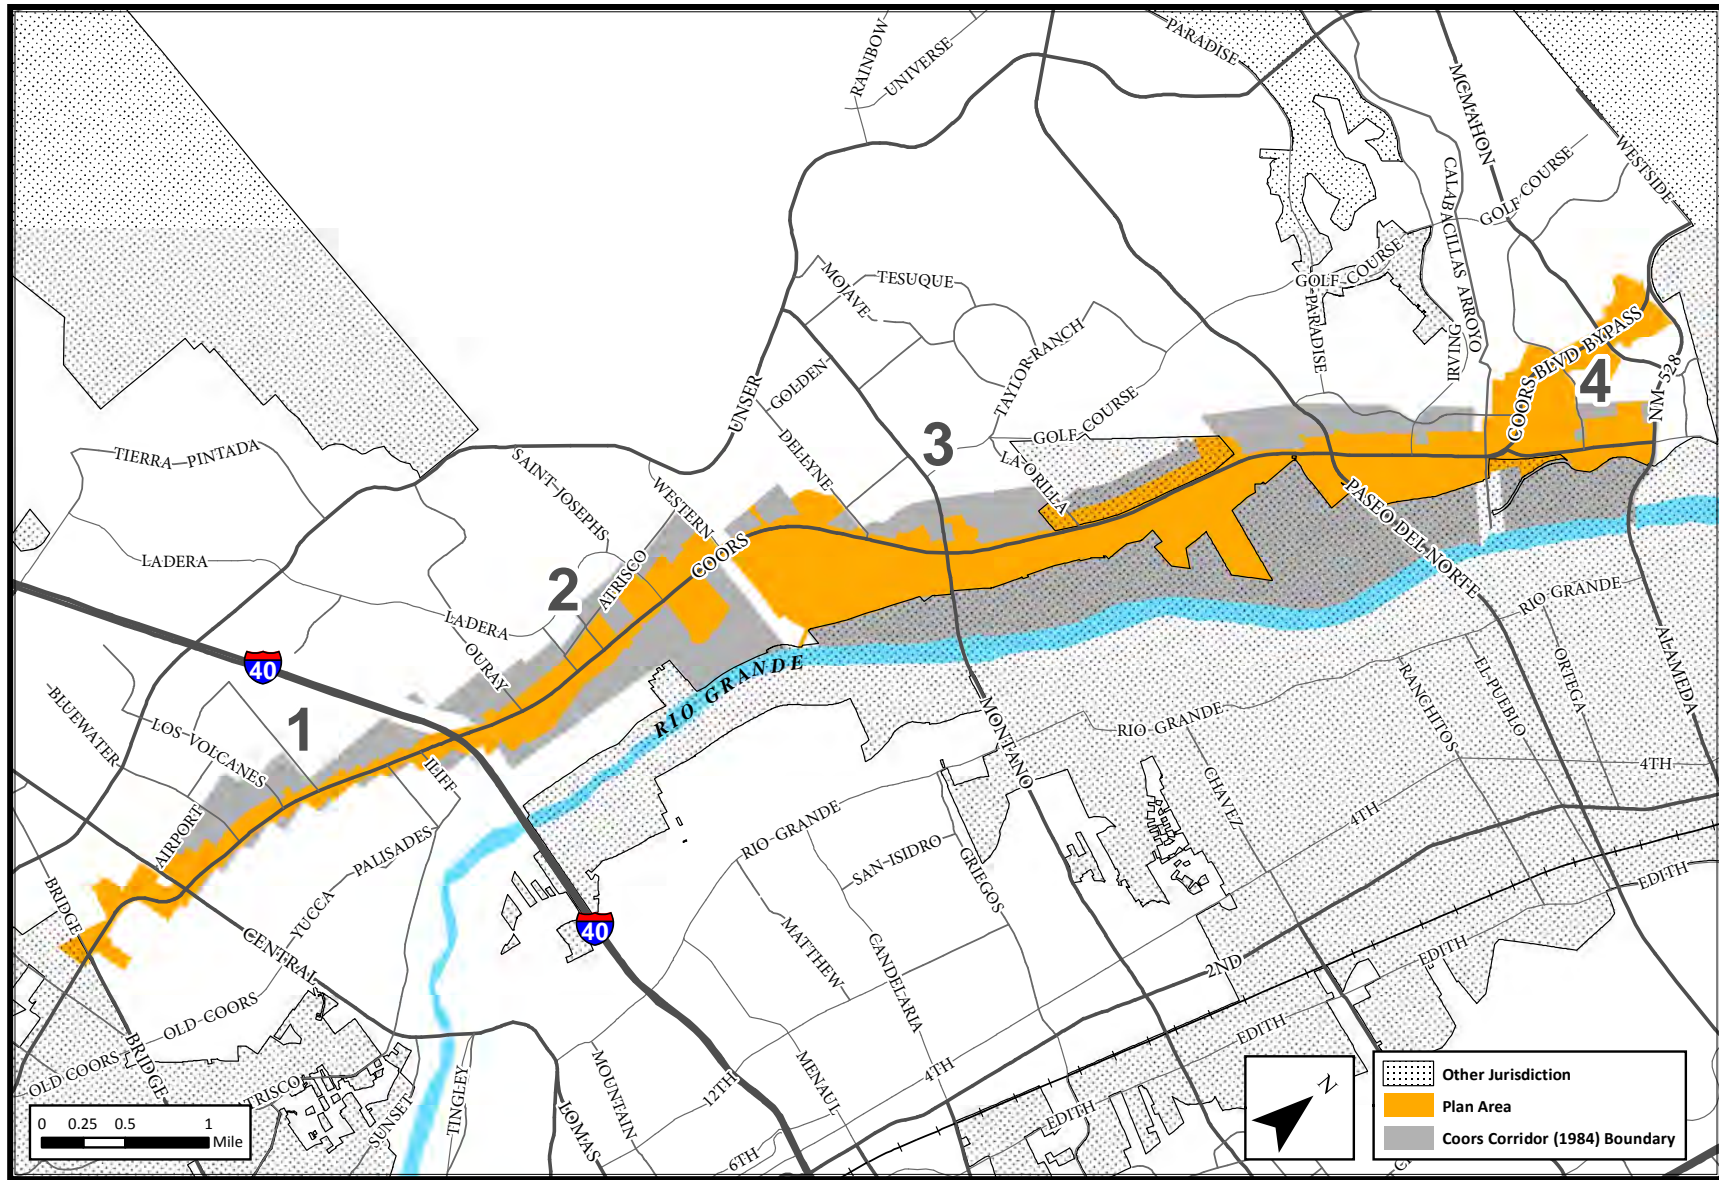 RAINBOW
UNIVERSE
PARADISE
MCMAHON
WESTSIDE
GOLF COURSE
CALABACILLAS ARROYO
GOLF-COURSE
PARADISE
IRVING
MOJAVE
TESUQUE
TAYLOR-RANCH
UNSER
GOLDEN
DELLYNE
3
GOLF-COURSE
LA-ORILLA
COORS BLVD BYPASS
4
NM-528
TIERRA-PINTADA
SAINT-JOSEPHS
WESTERN
COORS
PASEO DEL NORTE
LADERA
2
ATRISCO
LADERA
OURAY
RIO GRANDE
RIO GRANDE
ALAMEDA
ORTEGA
EL-PUEBLO
RANCHITOS
40
BLUEWATER
LOS-VOLCANES
1
ILIFF
MONTANO
RIO GRANDE
CHAVEZ
4TH
4TH
AIRPORT
PALISADES
YUCCA
RIO-GRANDE
SAN-ISIDRO
GRIEGOS
EDITH
BRIDGE
CENTRAL
40
MATTHEW
CANDELARIA
2ND
EDITH
EDITH
OLD-COORS
OLD COORS
BRIDGE
TRISCO
SUNSET
TINGLEY
LOMAS
MOUNTAIN
12TH
MENAUL
4TH
6TH
EDITH
0 0.25 0.5 1
Mile
N
Other Jurisdiction
Plan Area
Coors Corridor (1984) Boundary